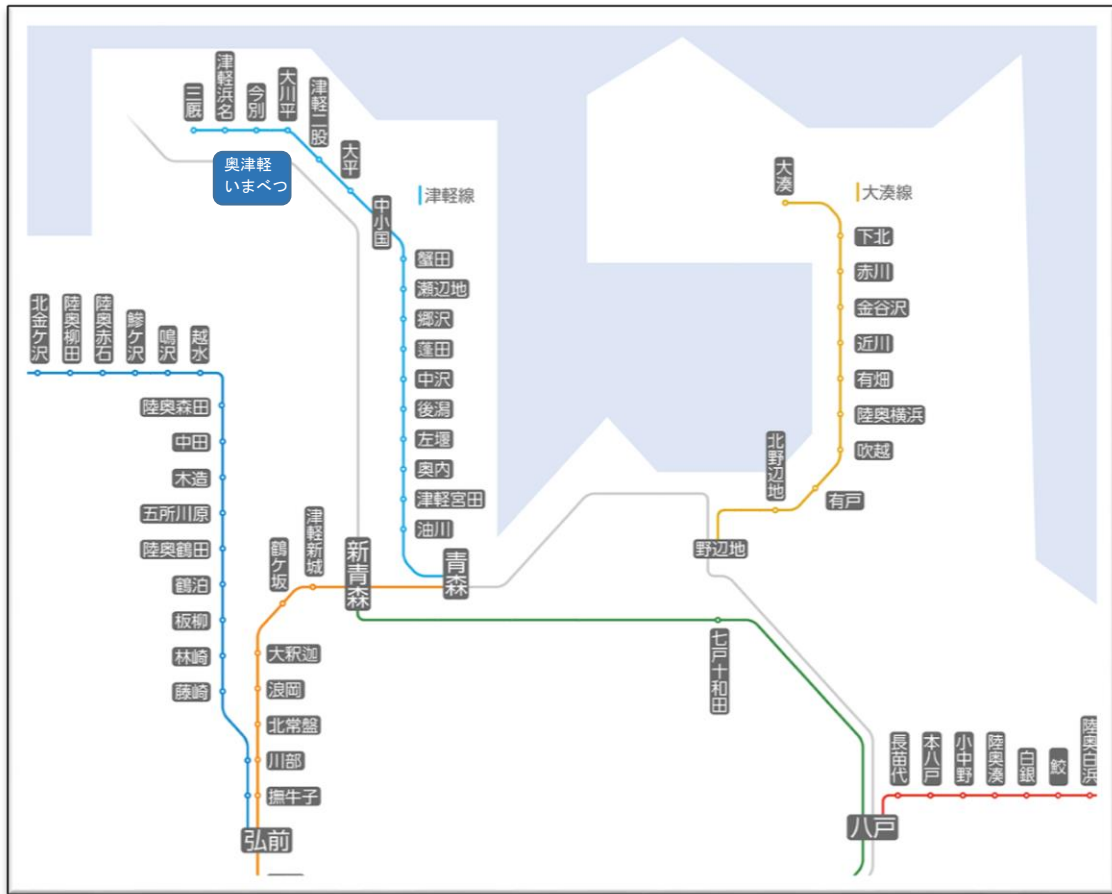 三厩
津軽浜名
今別
大川平
津軽二股
大平
中小国
奥津軽
いまべつ
津軽線
蟹田
瀬辺地
郷沢
蓬田
中沢
後潟
左堰
奥内
津軽宮田
油川
青森
大湊
大湊線
下北
赤川
金谷沢
近川
有畑
陸奥横浜
吹越
有戸
北野辺地
野辺地
北金ケ沢
陸奥柳田
陸奥赤石
鰺ケ沢
鳴沢
越水
陸奥森田
中田
木造
五所川原
陸奥鶴田
鶴泊
板柳
林崎
藤崎
鶴ケ坂
津軽新城
新青森
大釈迦
浪岡
北常盤
川部
撫牛子
弘前
七戸十和田
八戸
長苗代
本八戸
小中野
陸奥湊
白銀
鮫
陸奥白浜